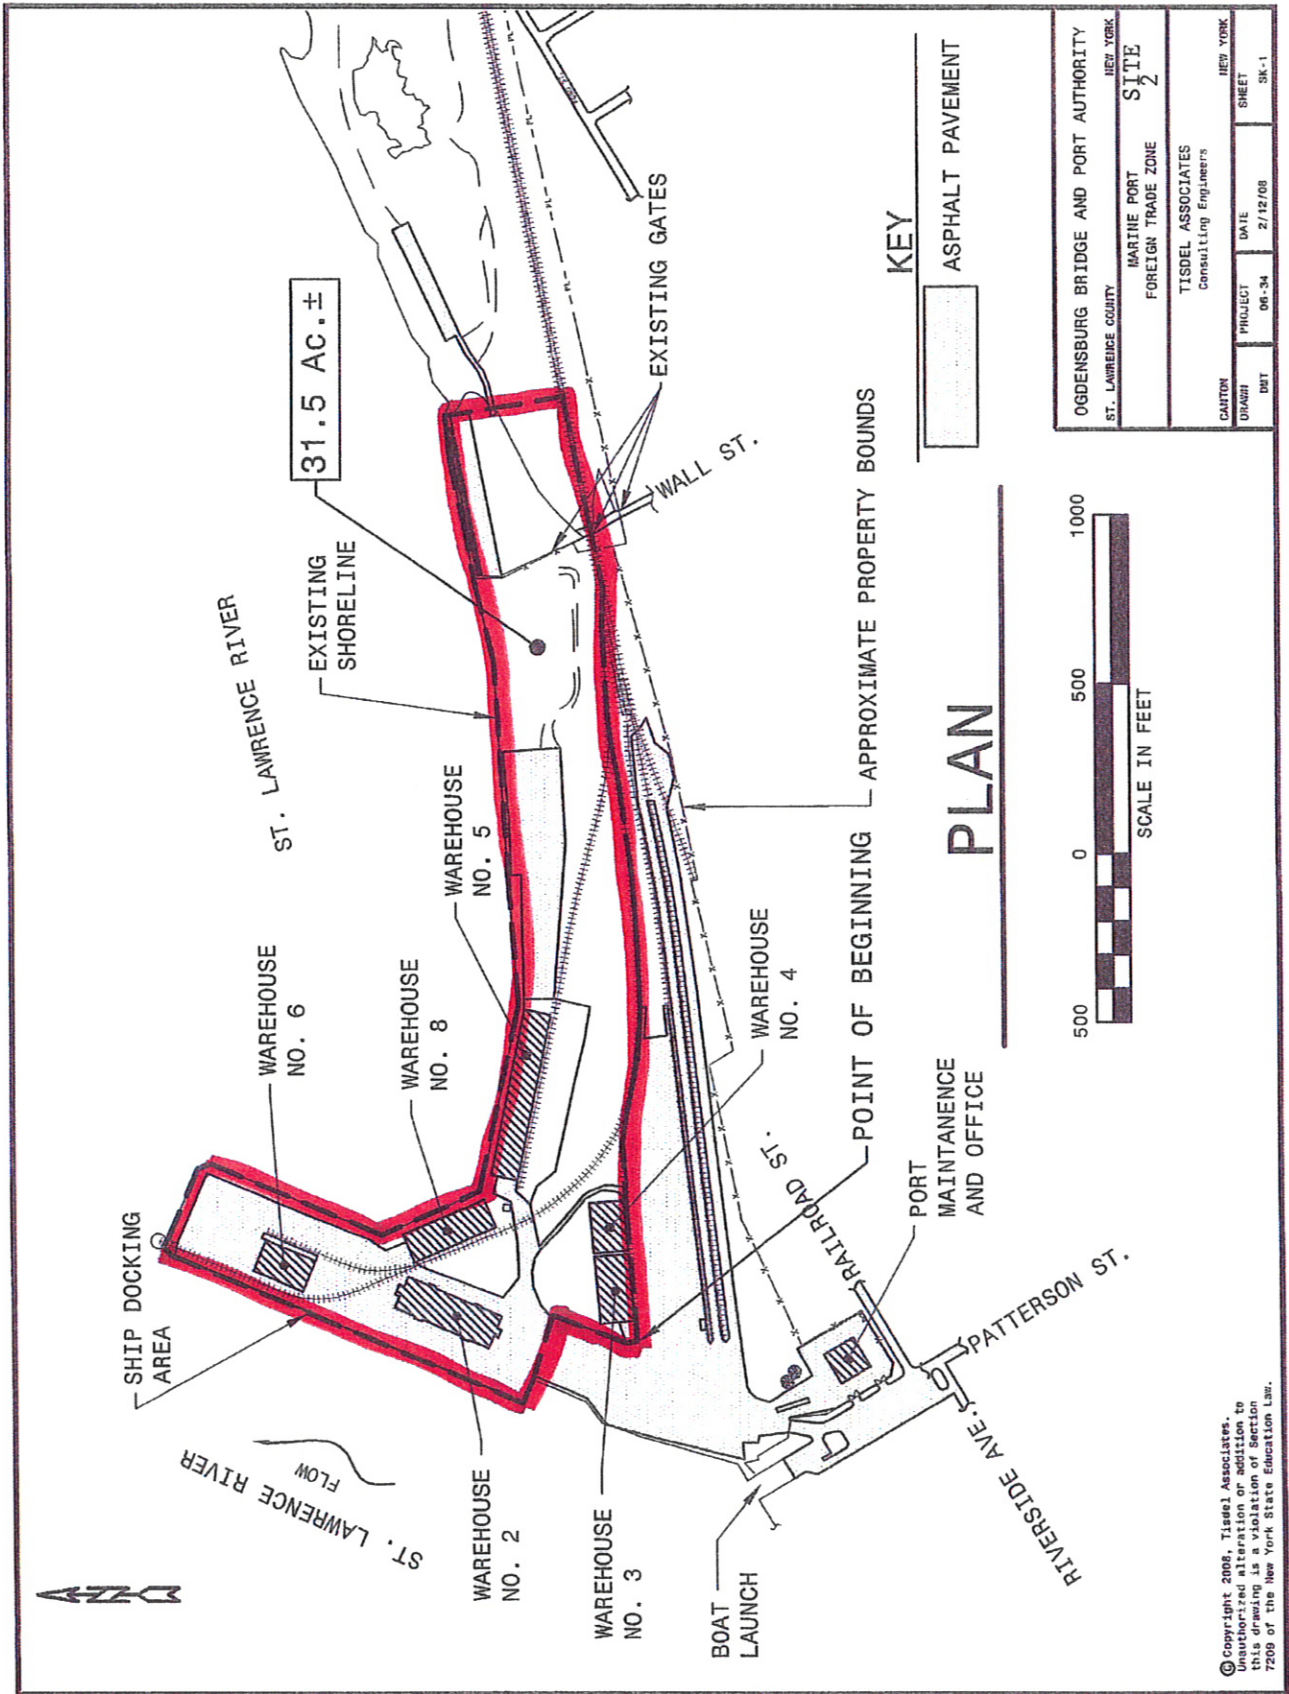 SHIP DOCKING
AREA
WAREHOUSE
NO. 6
WAREHOUSE
NO. 8
WAREHOUSE
NO. 5
ST. LAWRENCE RIVER
EXISTING
SHORELINE
31.5 Ac.±
ST. LAWRENCE RIVER
FLOW
WAREHOUSE
NO. 2
WAREHOUSE
NO. 3
BOAT
LAUNCH
RIVERSIDE AVE.
PATTERSON ST.
RAILROAD ST.
PORT
MAINTANENCE
AND OFFICE
POINT OF BEGINNING
WAREHOUSE
NO. 4
APPROXIMATE PROPERTY BOUNDS
WALL ST.
EXISTING GATES
PLAN
500
0
500
1000
SCALE IN FEET
KEY
ASPHALT PAVEMENT
OGDENSBURG BRIDGE AND PORT AUTHORITY
ST. LAWRENCE COUNTY NEW YORK
MARINE PORT
FOREIGN TRADE ZONE
SITE
2
TISDEL ASSOCIATES
Consulting Engineers
CANTON NEW YORK
DRAWN PROJECT DATE SHEET
DMT 06-34 2/12/08 SK-1
© Copyright 2008, Tisdel Associates.
Unauthorized alteration or addition to
this drawing is a violation of Section
7209 of the New York State Education Law.